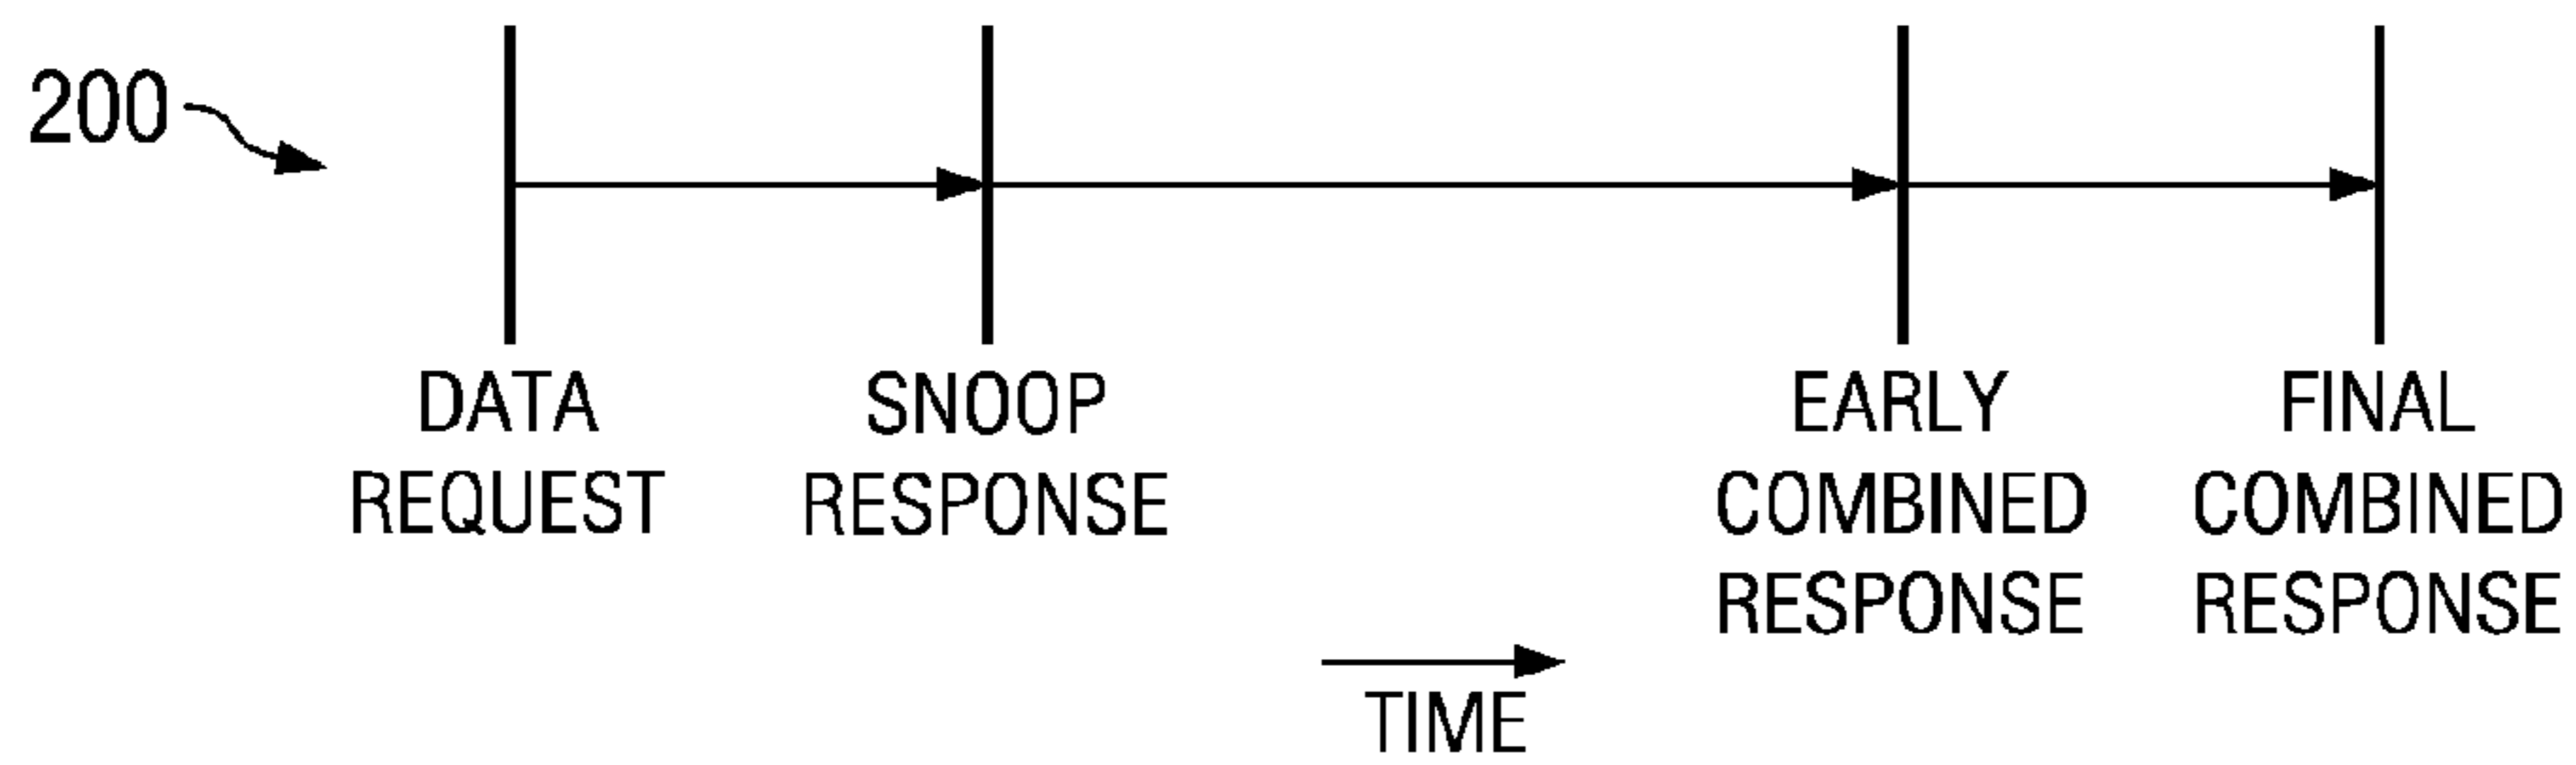 200
DATA
REQUEST
SNOOP
RESPONSE
EARLY
COMBINED
RESPONSE
FINAL
COMBINED
RESPONSE
TIME